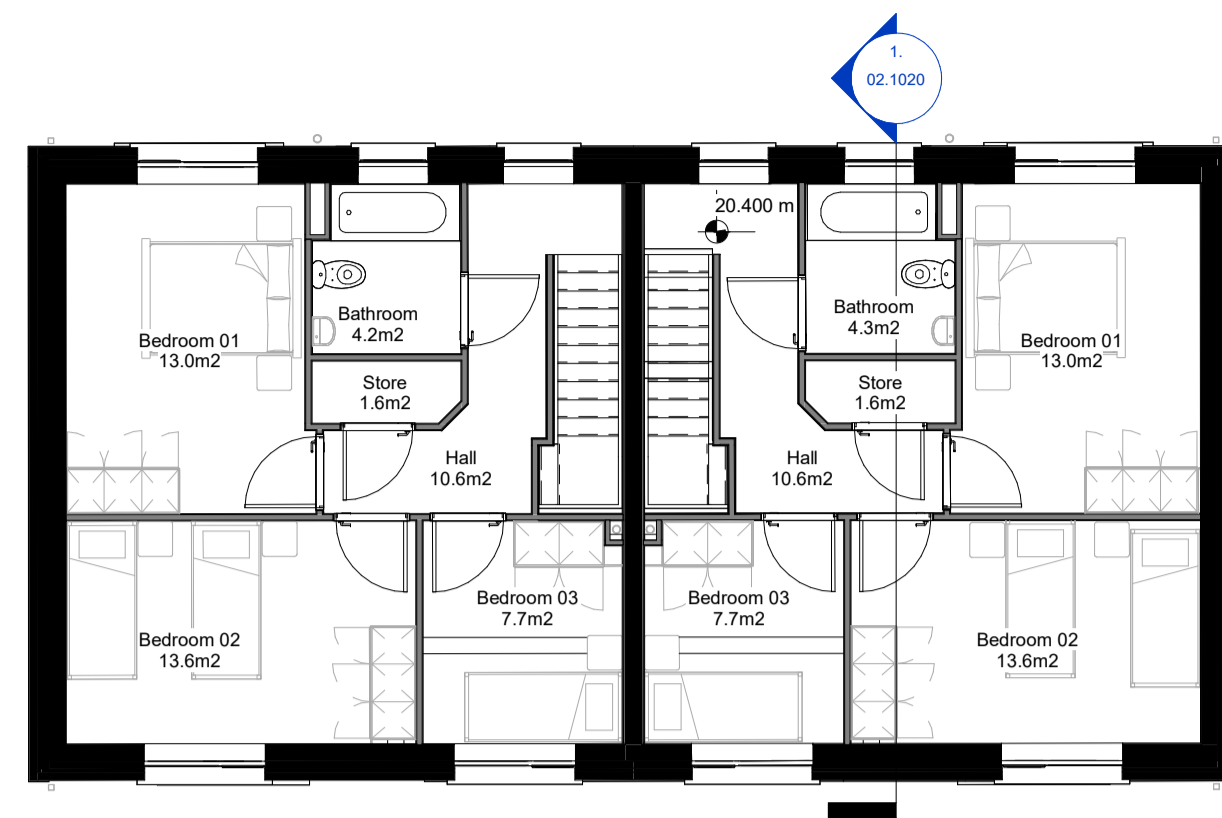 1.
02.1020
20.400 m
Bathroom
4.2m2
Bathroom
4.3m2
Bedroom 01
13.0m2
Bedroom 01
13.0m2
Store
1.6m2
Store
1.6m2
Hall
10.6m2
Hall
10.6m2
Bedroom 03
7.7m2
Bedroom 03
7.7m2
Bedroom 02
13.6m2
Bedroom 02
13.6m2